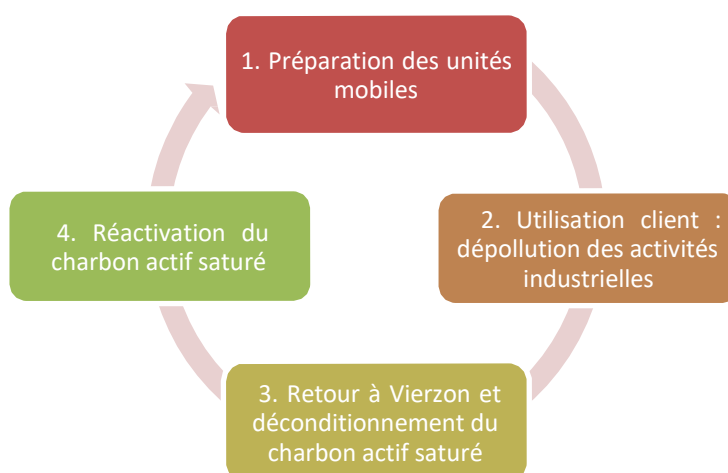 1. Préparation des unités
mobiles
2. Utilisation client :
dépollution des activités
industrielles
3. Retour à Vierzon et
déconditionnement du
charbon actif saturé
4. Réactivation du
charbon actif saturé